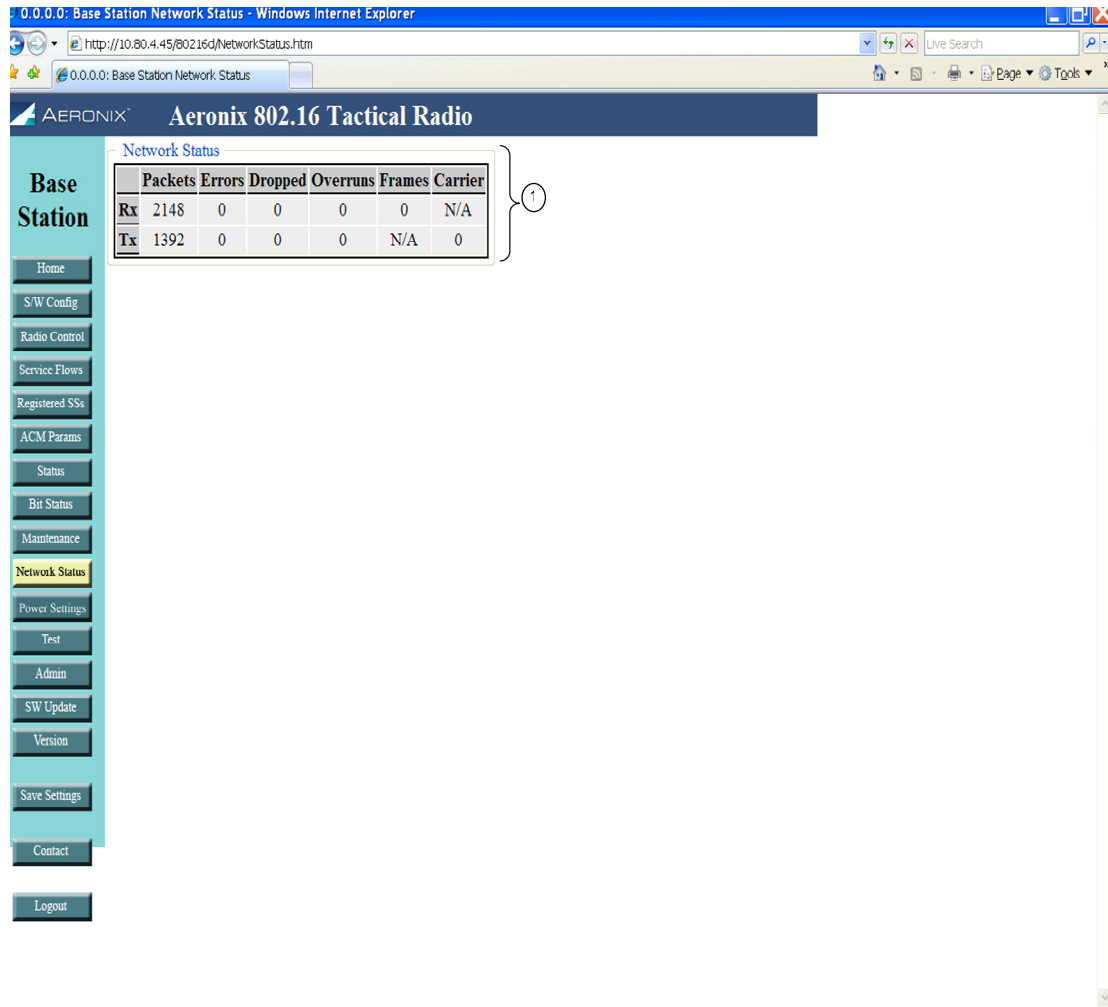 0.0.0.0: Base Station Network Status - Windows Internet Explorer
http://10.80.4.45/80216d/NetworkStatus.htm
Live Search
0.0.0.0: Base Station Network Status
Page
Tools
AERONIX
Aeronix 802.16 Tactical Radio
Base
Station
Network Status
Packets Errors Dropped Overruns Frames Carrier
Rx 2148 0 0 0 0 N/A
Tx 1392 0 0 0 N/A 0
1
Home
S/W Config
Radio Control
Service Flows
Registered SSs
ACM Params
Status
Bit Status
Maintenance
Network Status
Power Settings
Test
Admin
SW Update
Version
Save Settings
Contact
Logout